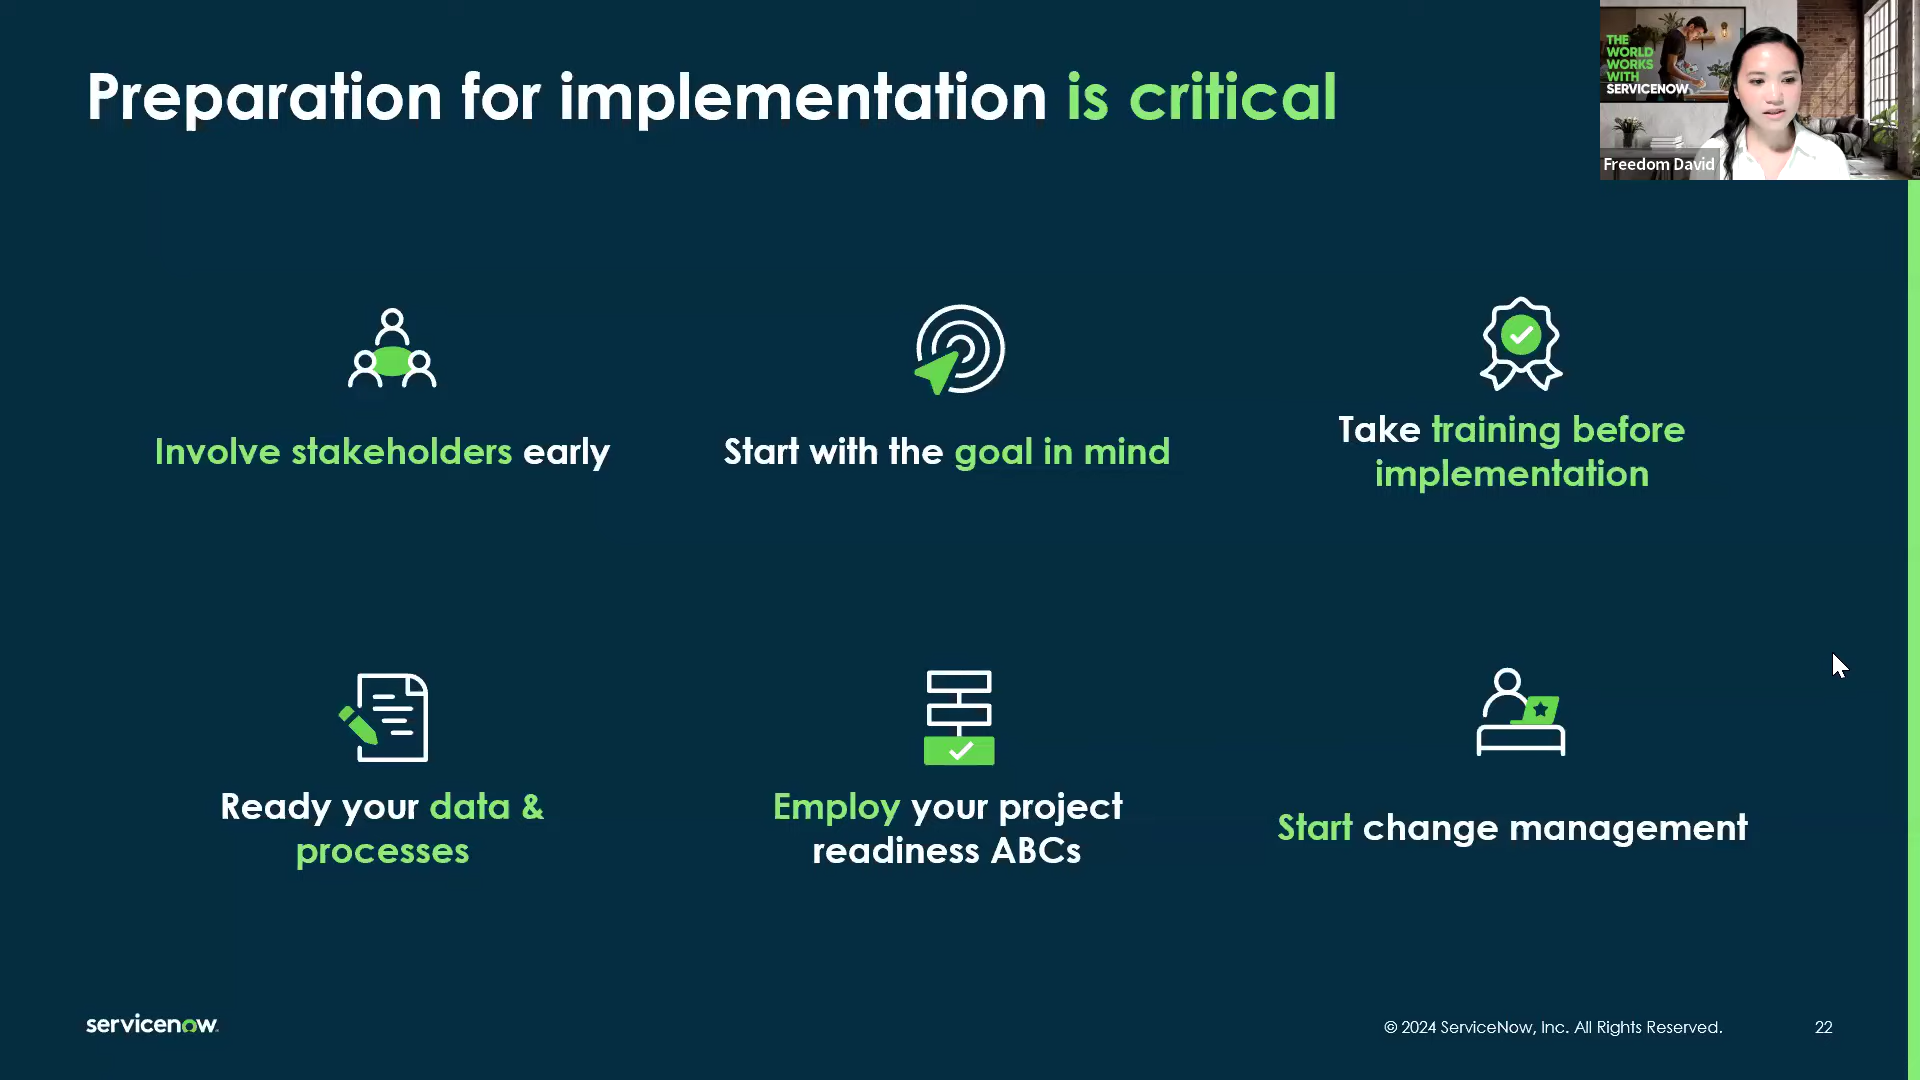 Preparation for implementation is critical
THE
WORLD
WORKS
WITH
SERVICENOW
Freedom David
Involve stakeholders early
Start with the goal in mind
Take training before
implementation
Ready your data &
processes
Employ your project
readiness ABCs
Start change management
servicenow
© 2024 ServiceNow, Inc. All Rights Reserved.
22